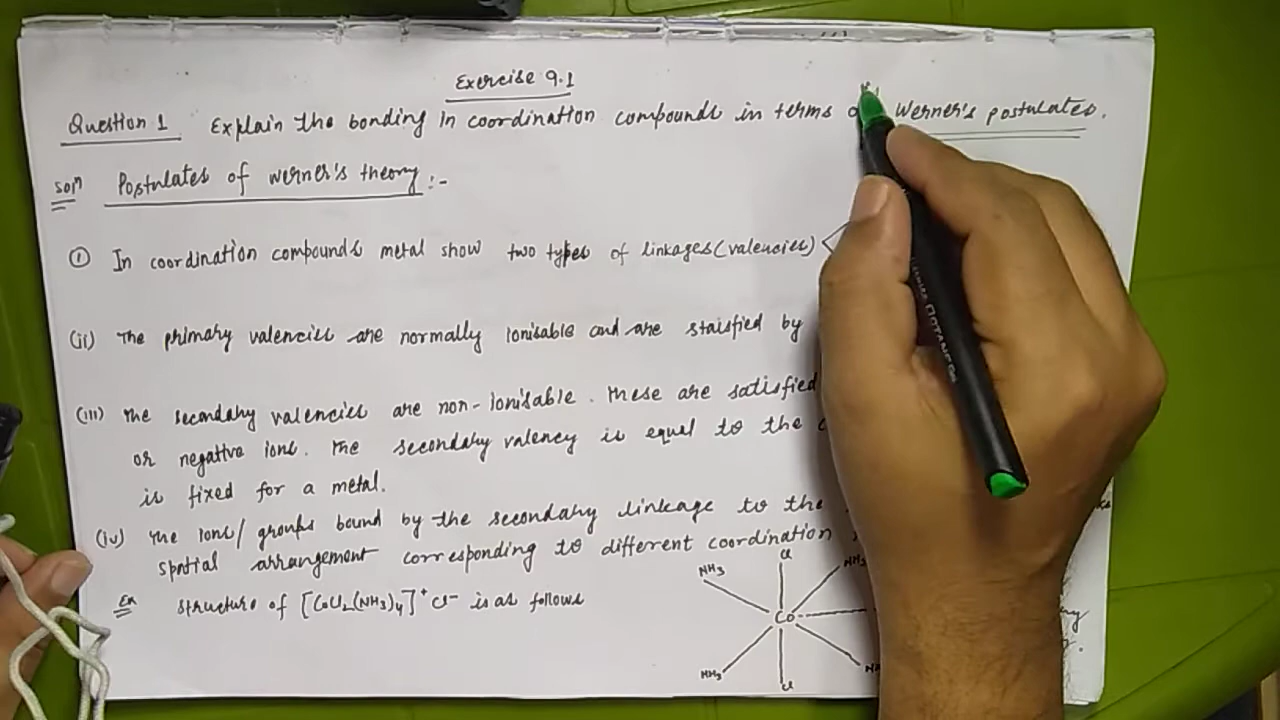 Exercise 9.1
Question 1 Explain the bonding in coordination compounds in terms Werner's postulates.
Solⁿ Postulates of Werner's theory :-
(i) In coordination compounds metal show two types of linkages (valencies)
(ii) The primary valencies are normally ionisable and are staisfied by
(iii) The secondary valencies are non-ionisable. These are satisfied
or negative ions. The secondary valency is equal to the
is fixed for a metal.
(iv) The ions/groups bound by the secondary linkage to the
spatial arrangement corresponding to different coordination
Ex Structure of [CoCl₂(NH₃)₄]⁺ Cl⁻ is as follows
Cl
NH₃ NH₃
Co
NH₃
Cl